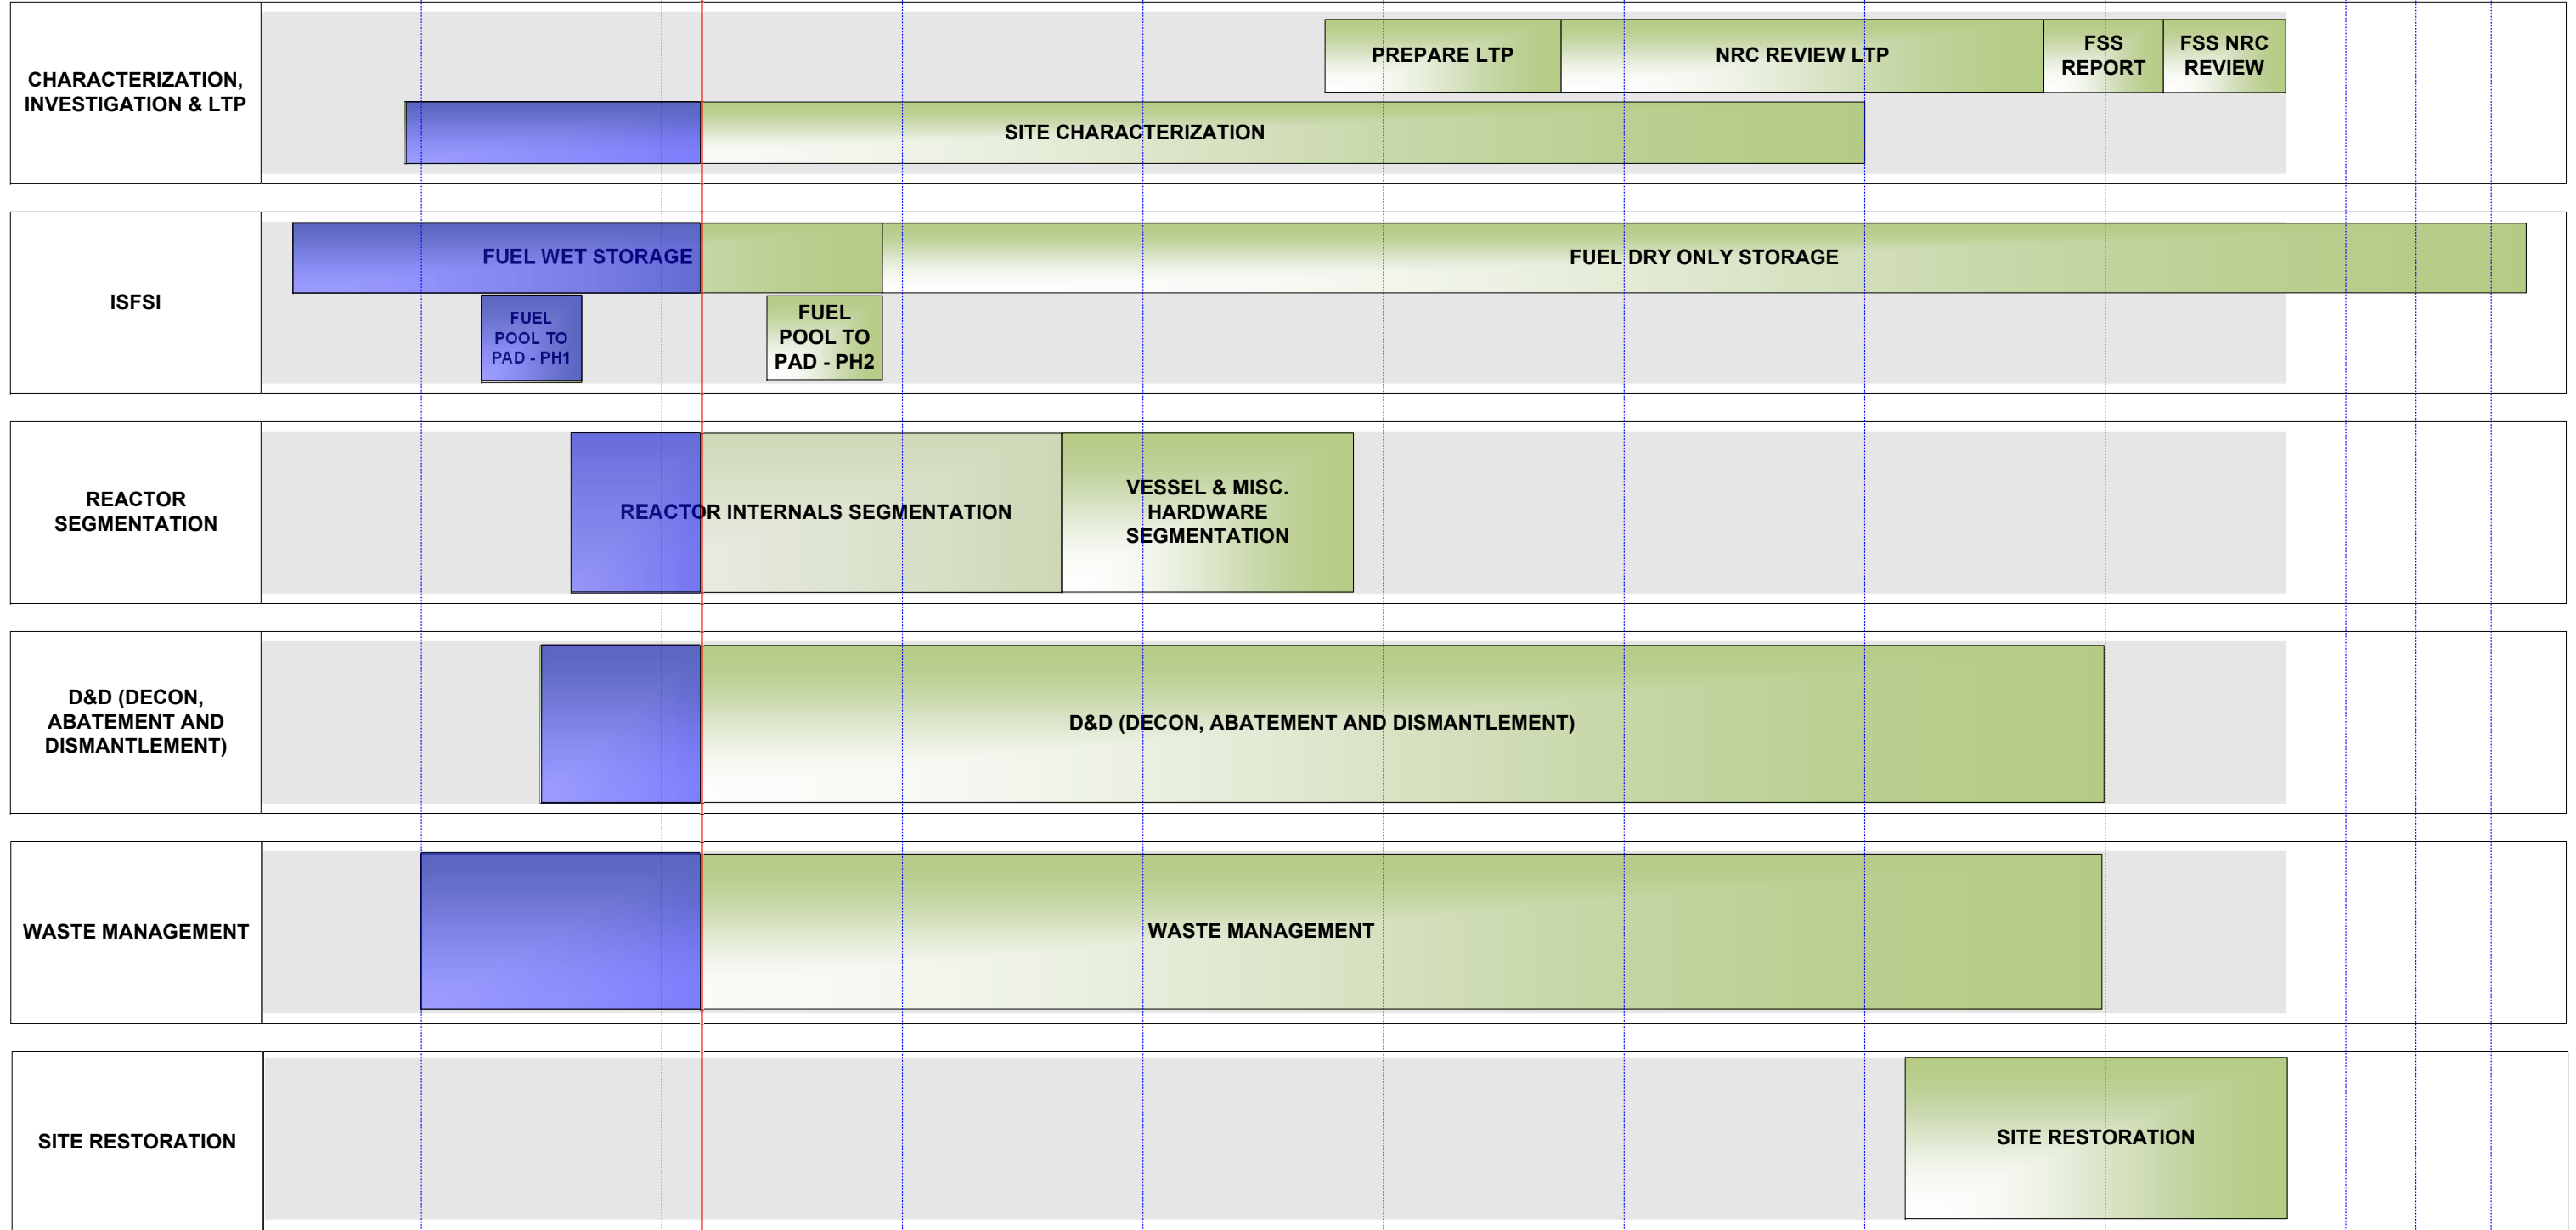 CHARACTERIZATION,
INVESTIGATION & LTP
PREPARE LTP
NRC REVIEW LTP
FSS
REPORT
FSS NRC
REVIEW
SITE CHARACTERIZATION
ISFSI
FUEL WET STORAGE
FUEL DRY ONLY STORAGE
FUEL
POOL TO
PAD - PH1
FUEL
POOL TO
PAD - PH2
REACTOR
SEGMENTATION
REACTOR INTERNALS SEGMENTATION
VESSEL & MISC.
HARDWARE
SEGMENTATION
D&D (DECON,
ABATEMENT AND
DISMANTLEMENT)
D&D (DECON, ABATEMENT AND DISMANTLEMENT)
WASTE MANAGEMENT
WASTE MANAGEMENT
SITE RESTORATION
SITE RESTORATION